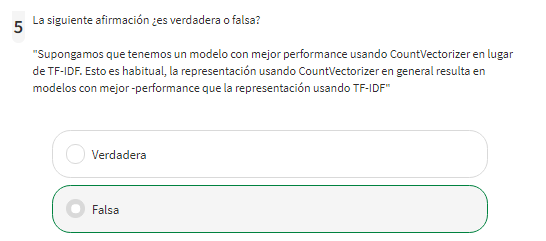 5
La siguiente afirmación ¿es verdadera o falsa?
"Supongamos que tenemos un modelo con mejor performance usando CountVectorizer en lugar
de TF-IDF. Esto es habitual, la representación usando CountVectorizer en general resulta en
modelos con mejor -performance que la representación usando TF-IDF"
Verdadera
Falsa